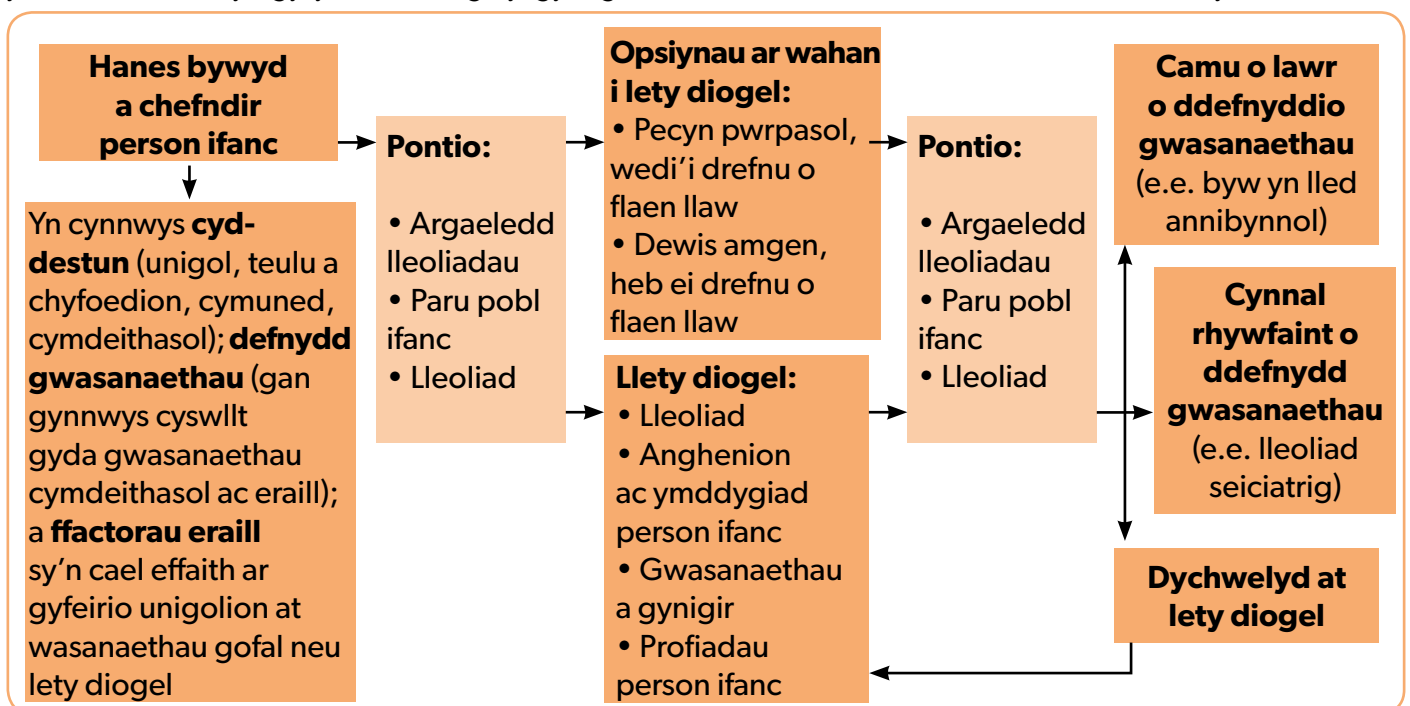 Hanes bywyd
a chefndir
person ifanc
Yn cynnwys cyd-
destun (unigol, teulu a
chyfoedion, cymuned,
cymdeithasol); defnydd
gwasanaethau (gan
gynnwys cyswllt
gyda gwasanaethau
cymdeithasol ac eraill);
a ffactorau eraill
sy'n cael effaith ar
gyfeirio unigolion at
wasanaethau gofal neu
lety diogel
Pontio:
• Argaeledd
lleoliadau
• Paru pobl
ifanc
• Lleoliad
Opsiynau ar wahan
i lety diogel:
• Pecyn pwrpasol,
wedi'i drefnu o
flaen llaw
• Dewis amgen,
heb ei drefnu o
flaen llaw
Llety diogel:
• Lleoliad
• Anghenion
ac ymddygiad
person ifanc
• Gwasanaethau
a gynigir
• Profiadau
person ifanc
Pontio:
• Argaeledd
lleoliadau
• Paru pobl
ifanc
• Lleoliad
Camu o lawr
o ddefnyddio
gwasanaethau
(e.e. byw yn lled
annibynnol)
Cynnal
rhywfaint o
ddefnydd
gwasanaethau
(e.e. lleoliad
seiciatrig)
Dychwelyd at
lety diogel